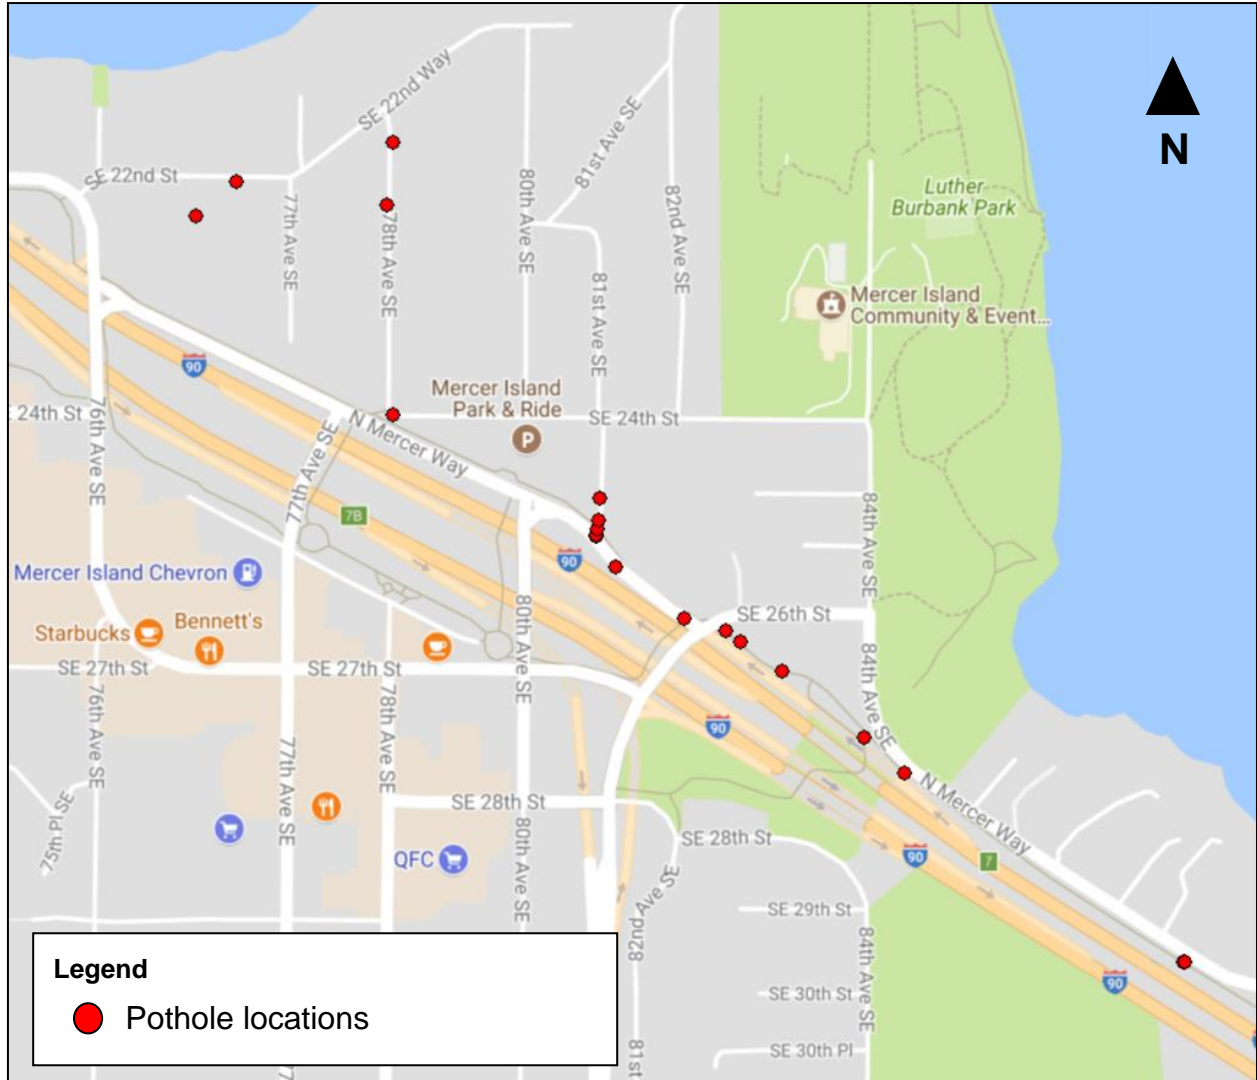 SE 22nd Way
N
SE 22nd St
81st Ave SE
80th Ave SE
82nd Ave SE
77th Ave SE
78th Ave SE
Luther
Burbank Park
81st Ave SE
Mercer Island
Community & Event...
90
Mercer Island
Park & Ride
P
24th St
76th Ave SE
SE 24th St
N Mercer Way
77th Ave SE
7B
84th Ave SE
90
Mercer Island Chevron
80th Ave SE
SE 26th St
Bennett's
Starbucks
SE 27th St
SE 27th St
84th Ave SE
76th Ave SE
78th Ave SE
90
77th Ave SE
N Mercer Way
75th Pl SE
SE 28th St
80th Ave SE
SE 28th St
QFC
90
7
82nd Ave SE
SE 29th St
84th Ave SE
Legend
Pothole locations
90
SE 30th St
SE 30th Pl
81st
7